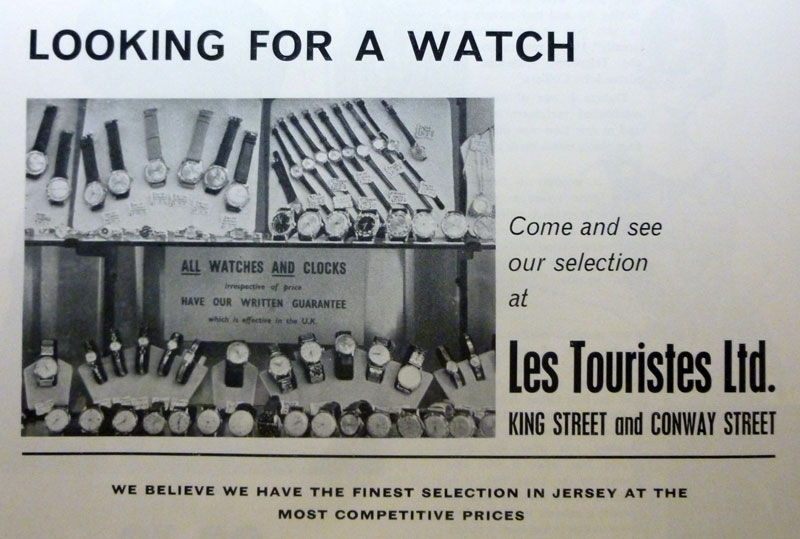 LOOKING FOR A WATCH
ALL WATCHES AND CLOCKS
irrespective of price
HAVE OUR WRITTEN GUARANTEE
which is effective in the U.K.
Come and see
our selection
at
Les Touristes Ltd.
KING STREET and CONWAY STREET
WE BELIEVE WE HAVE THE FINEST SELECTION IN JERSEY AT THE
MOST COMPETITIVE PRICES